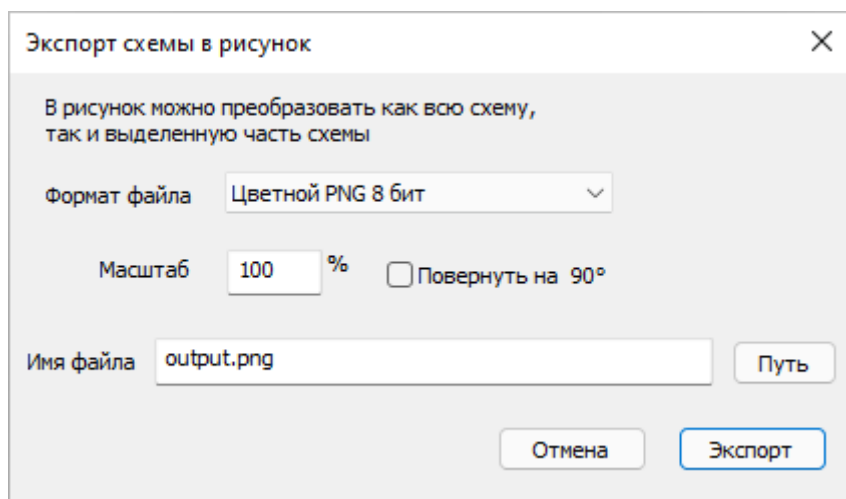 Экспорт схемы в рисунок
В рисунок можно преобразовать как всю схему,
так и выделенную часть схемы
Формат файла Цветной PNG 8 бит
Масштаб 100 % Повернуть на 90°
Имя файла output.png Путь
Отмена Экспорт